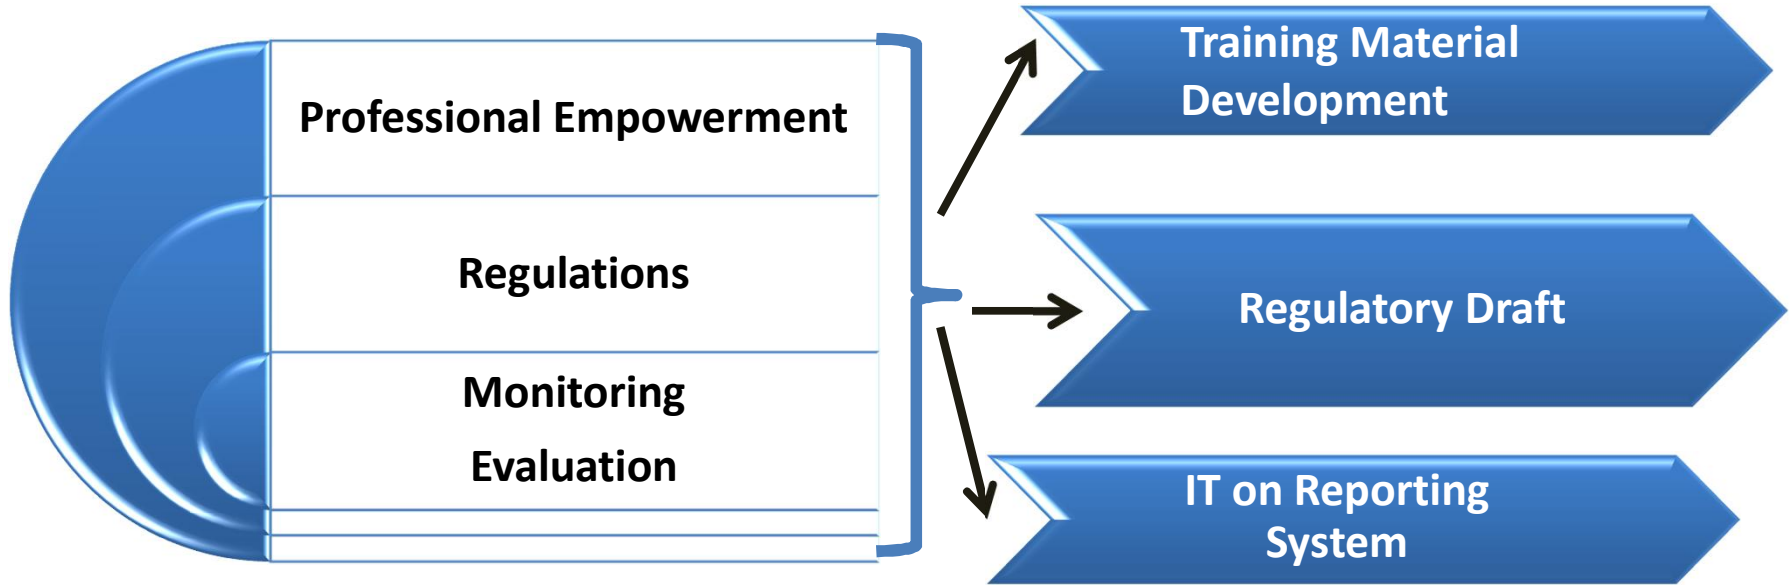 Professional Empowerment
Regulations
Monitoring
Evaluation
Training Material
Development
Regulatory Draft
IT on Reporting
System